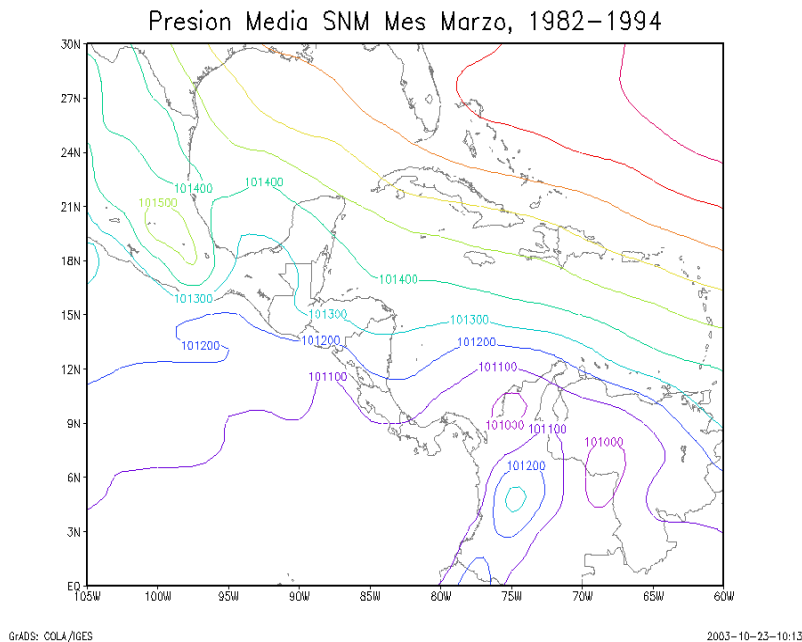 Presion Media SNM Mes Marzo, 1982-1994
30N
27N
24N
101400
101400
101500
21N
18N
101400
101300
101300
101300
15N
101200
101200
101200
12N
101100
101100
101000
9N
101100
101000
101200
6N
3N
EQ
105W 100W 95W 90W 85W 80W 75W 70W 65W 60W
GrADS: COLA/IGES
2003-10-23-10:13